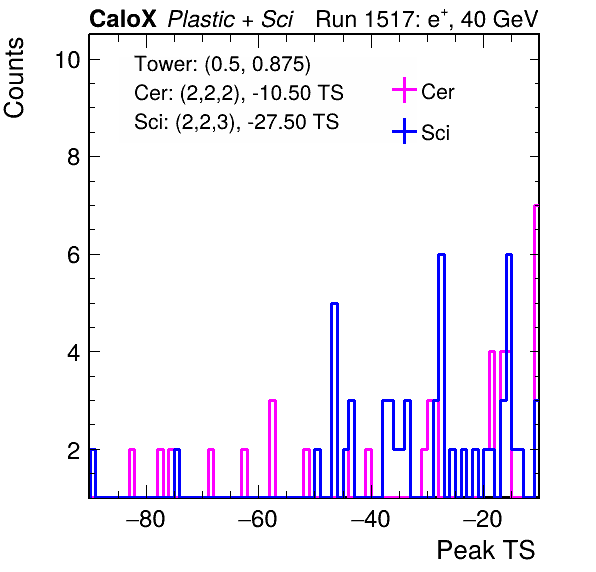 CaloX Plastic + Sci Run 1517: e+, 40 GeV
Tower: (0.5, 0.875)
Cer: (2,2,2), -10.50 TS
Sci: (2,2,3), -27.50 TS
Cer
Sci
Counts
10
8
6
4
2
−80 −60 −40 −20
Peak TS